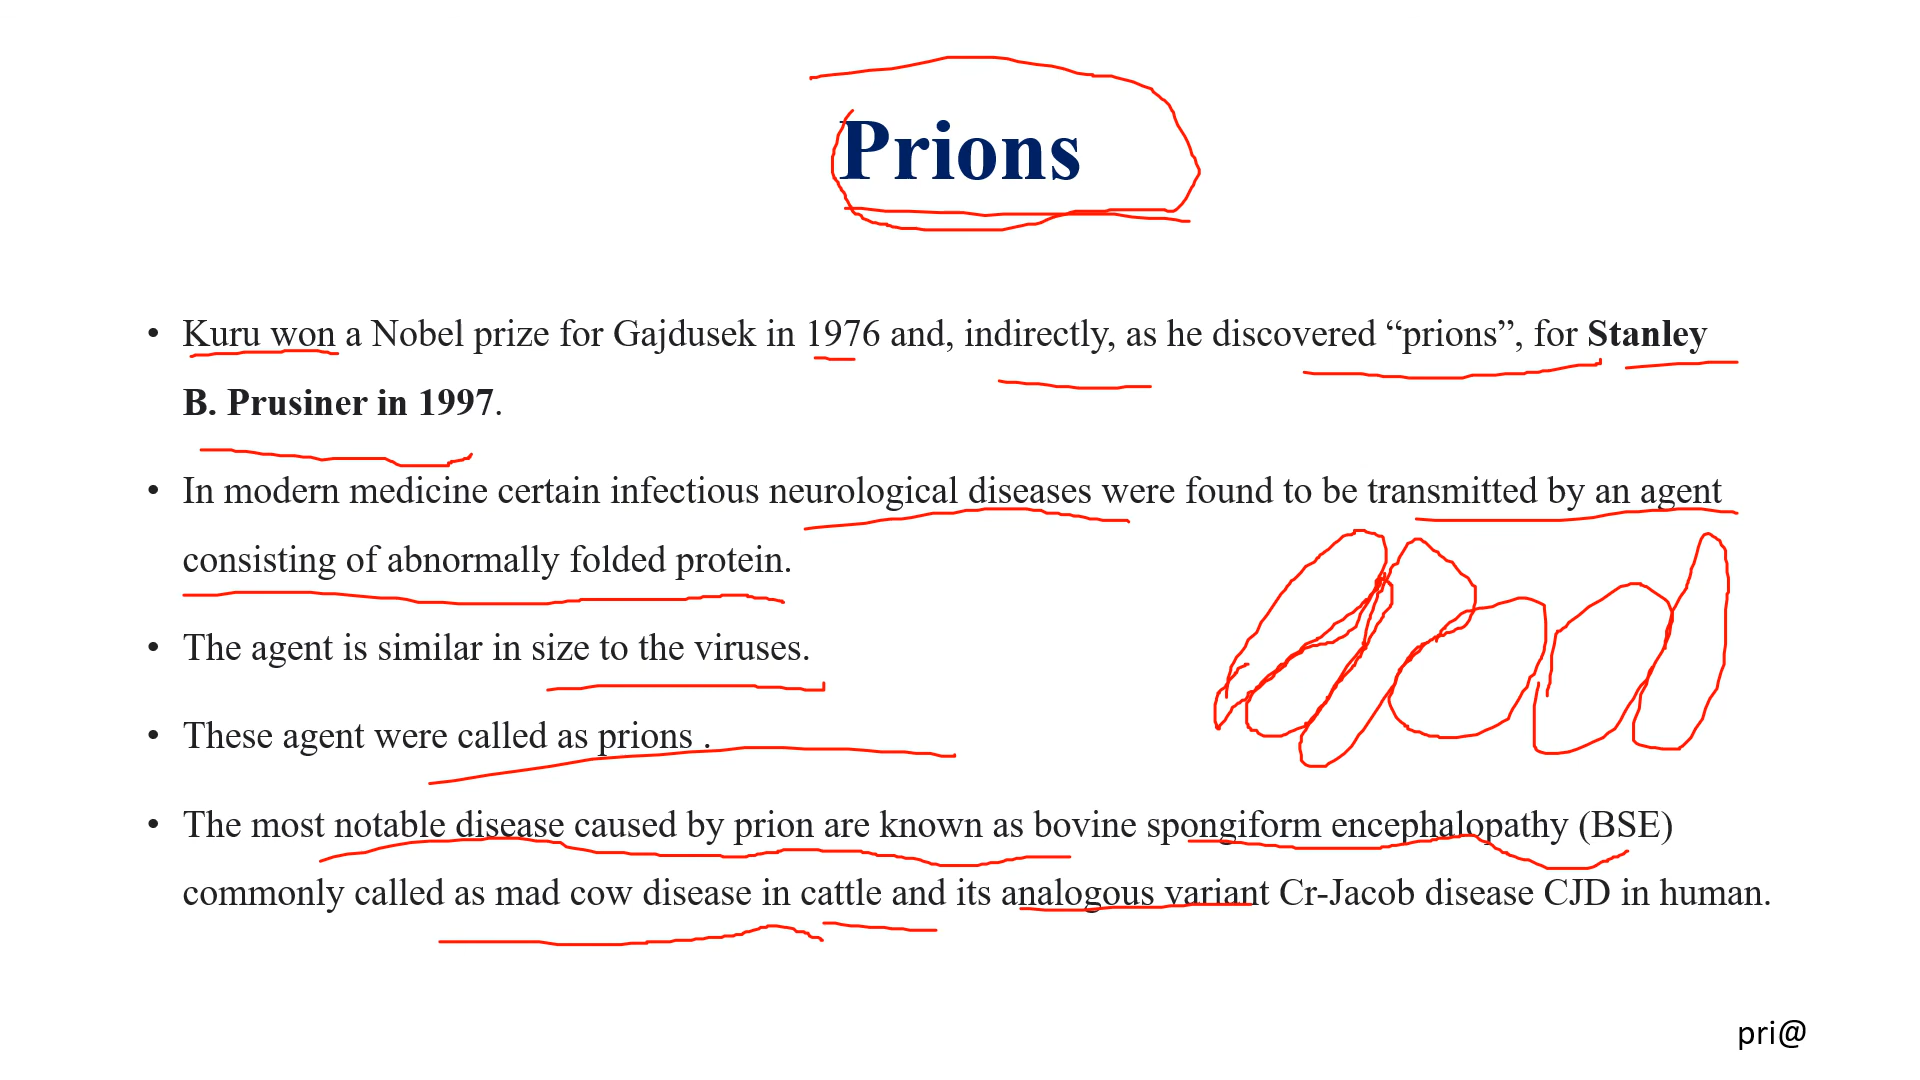 Prions
• Kuru won a Nobel prize for Gajdusek in 1976 and, indirectly, as he discovered “prions”, for Stanley
B. Prusiner in 1997.
• In modern medicine certain infectious neurological diseases were found to be transmitted by an agent
consisting of abnormally folded protein.
• The agent is similar in size to the viruses.
• These agent were called as prions .
• The most notable disease caused by prion are known as bovine spongiform encephalopathy (BSE)
commonly called as mad cow disease in cattle and its analogous variant Cr-Jacob disease CJD in human.
pri@